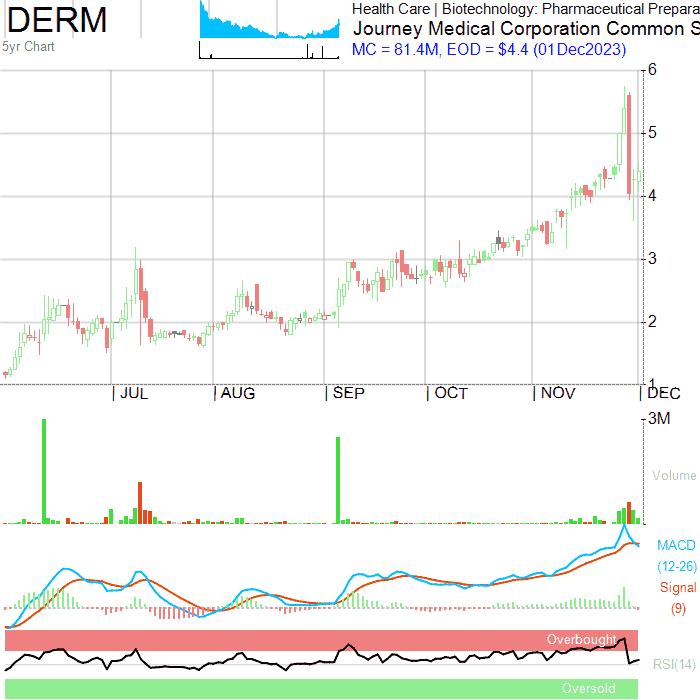 DERM
5yr Chart
Health Care | Biotechnology: Pharmaceutical Prepara
Journey Medical Corporation Common S
MC = 81.4M, EOD = $4.4 (01Dec2023)
6
5
4
3
2
1
| JUL | AUG | SEP | OCT | NOV | DEC
3M
Volume
MACD
(12-26)
Signal
(9)
Overbought
RSI(14)
Oversold